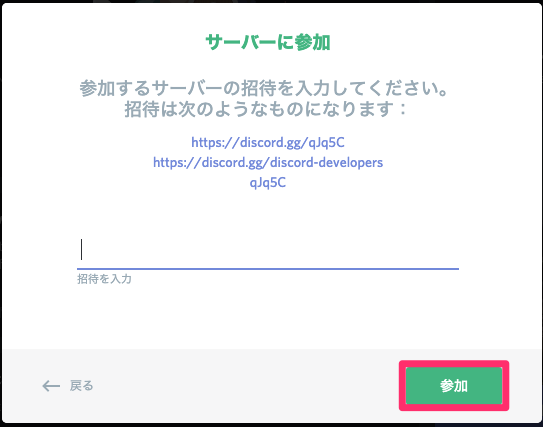 サーバーに参加
参加するサーバーの招待を入力してください。
招待は次のようなものになります：
https://discord.gg/qJq5C
https://discord.gg/discord-developers
qJq5C
招待を入力
← 戻る
参加